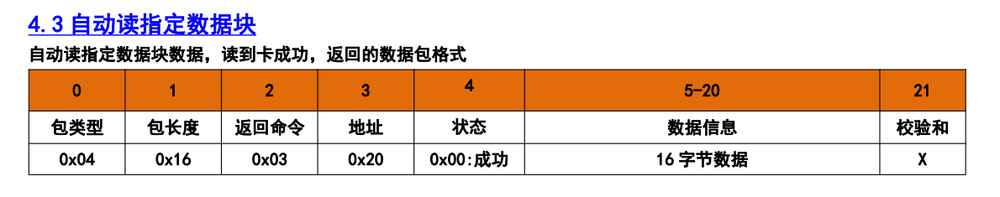 4.3 自动读指定数据块
自动读指定数据块数据，读到卡成功，返回的数据包格式
0 1 2 3 4 5-20 21
包类型 包长度 返回命令 地址 状态 数据信息 校验和
0x04 0x16 0x03 0x20 0x00:成功 16 字节数据 X